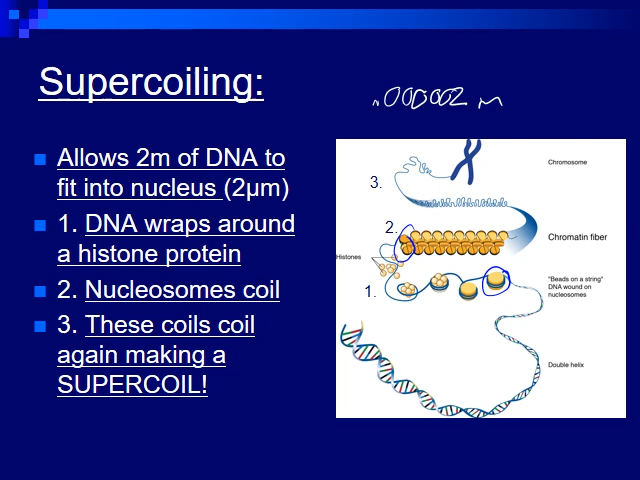 Supercoiling:
.000002 m
Allows 2m of DNA to
fit into nucleus (2μm)
1. DNA wraps around
a histone protein
2. Nucleosomes coil
3. These coils coil
again making a
SUPERCOIL!
Chromosome
3.
2.
Chromatin fiber
Histones
1.
"Beads on a string"
DNA wound on
nucleosomes
Double helix